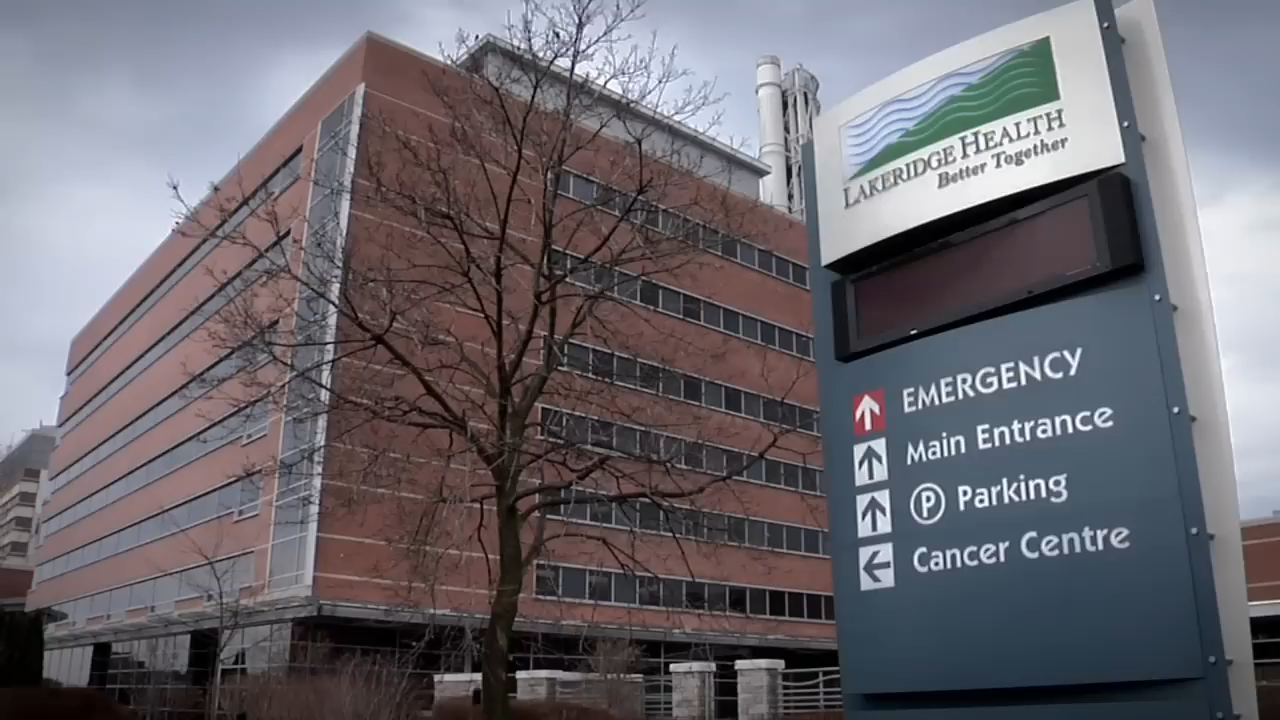 LAKERIDGE HEALTH
Better Together
EMERGENCY
Main Entrance
P Parking
Cancer Centre